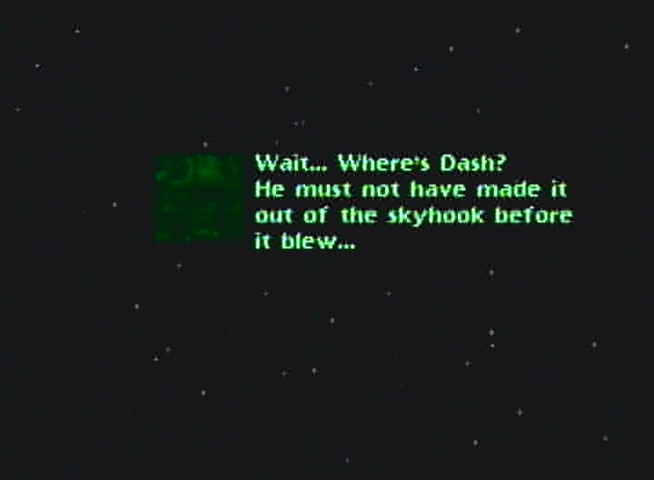 Wait... Where's Dash?
He must not have made it
out of the skyhook before
it blew...